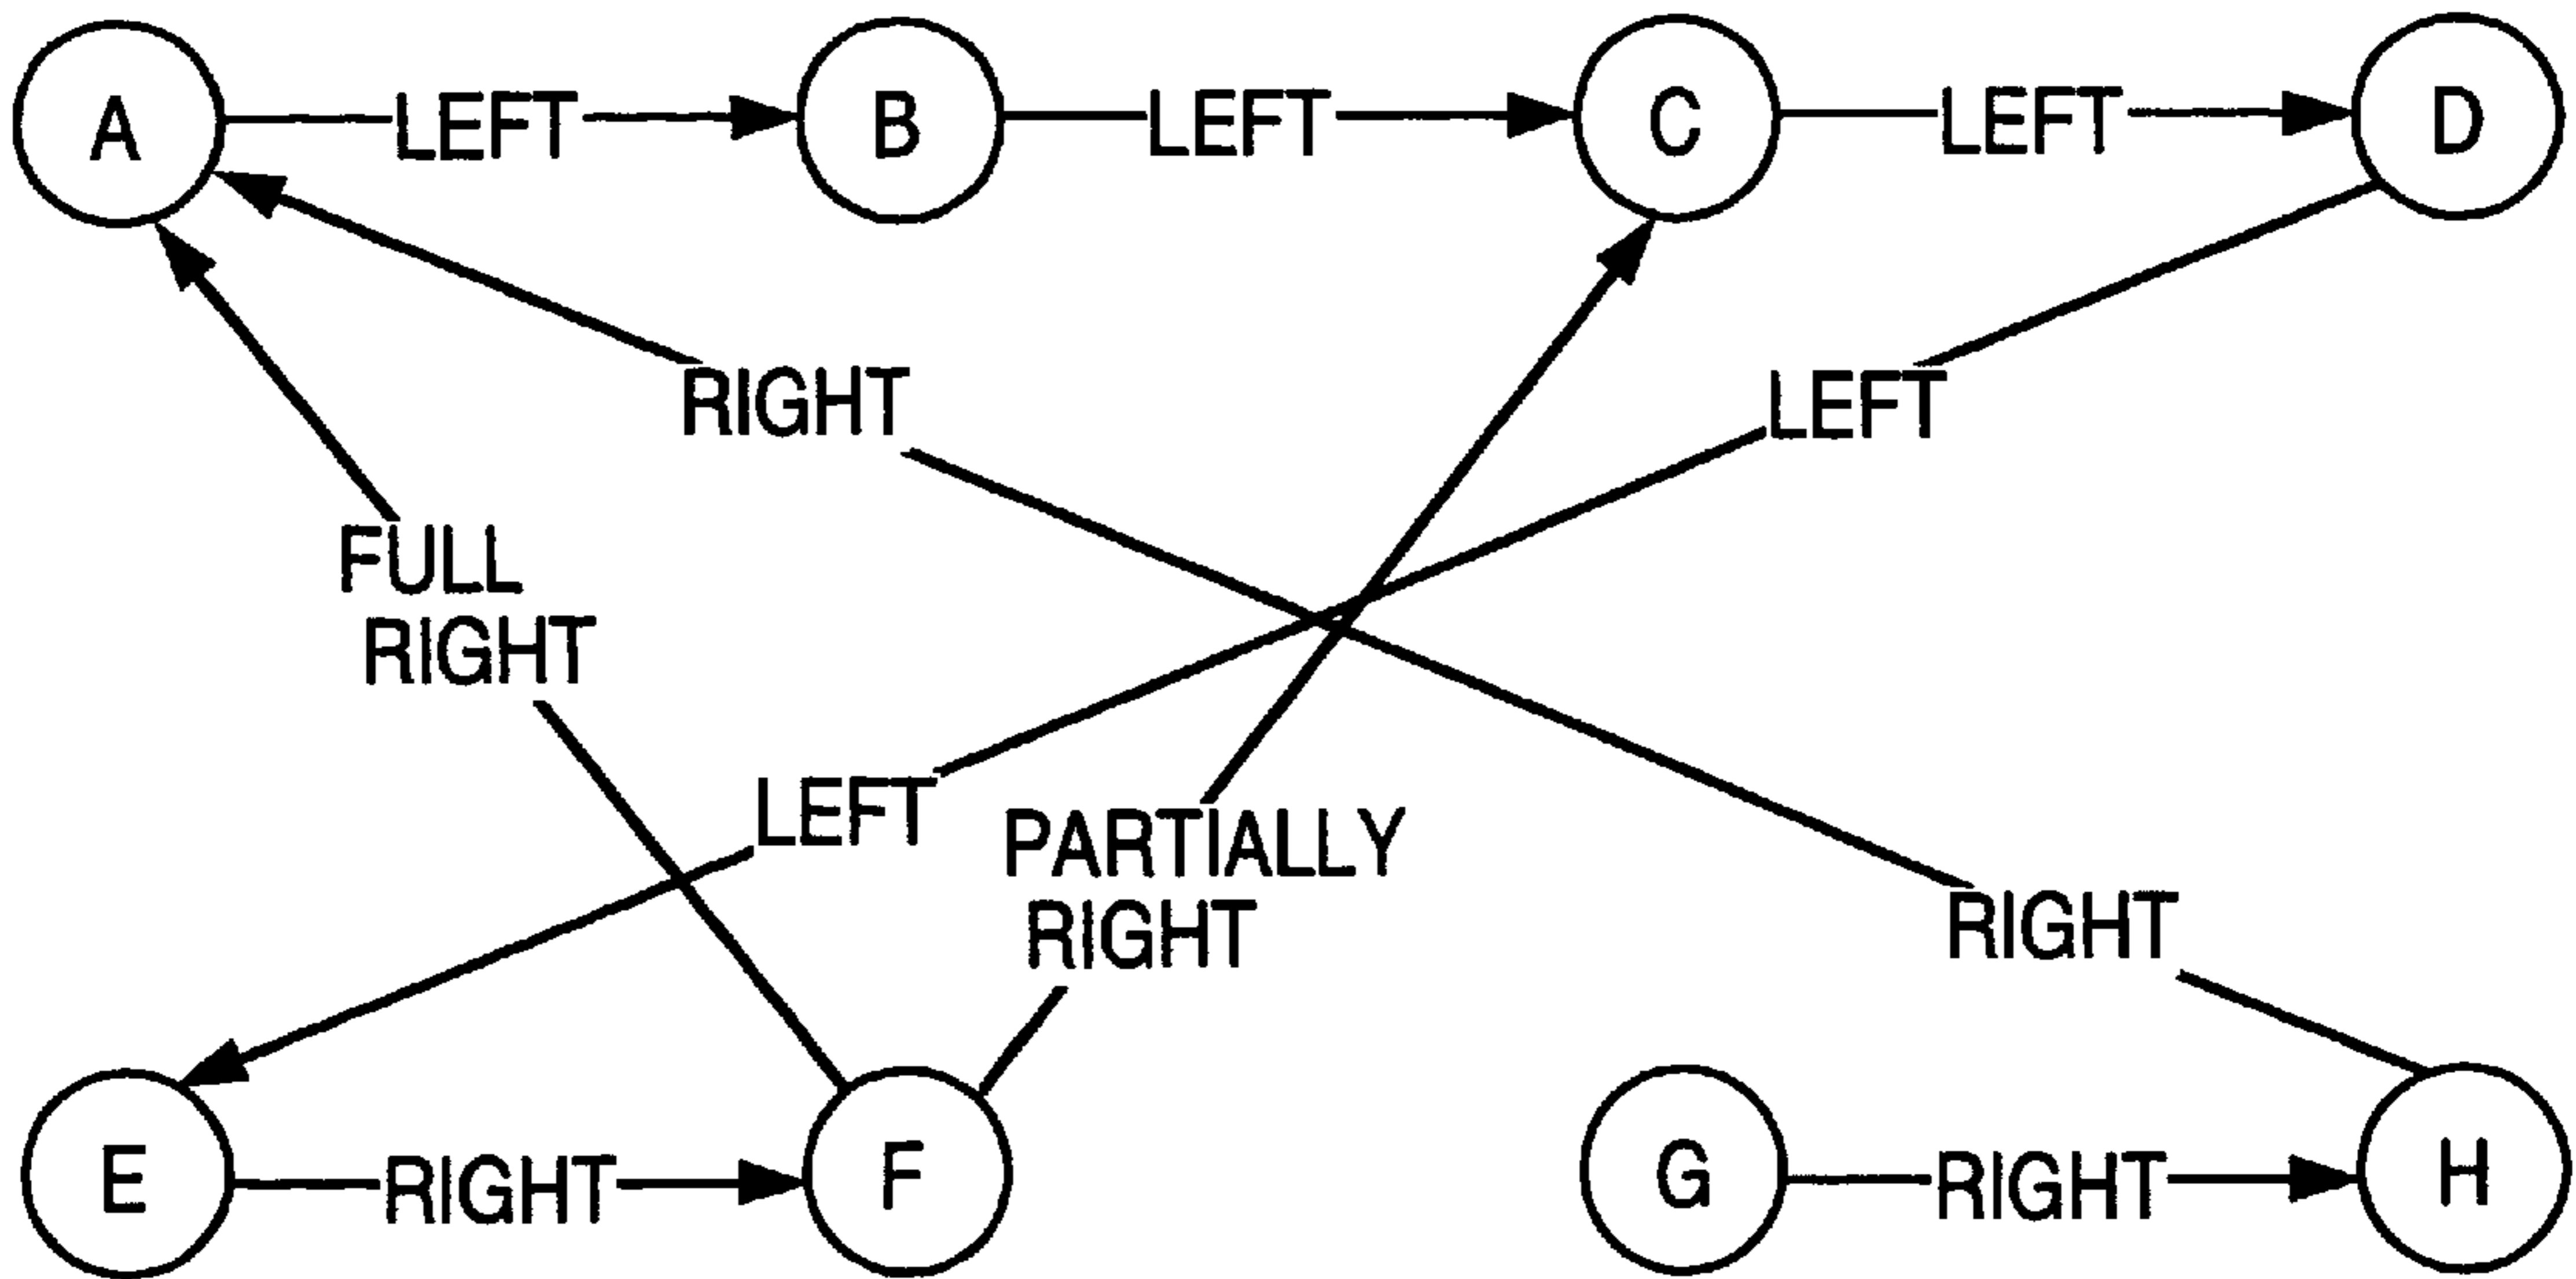 A LEFT B LEFT C LEFT D
RIGHT LEFT
FULL
RIGHT
LEFT PARTIALLY
RIGHT RIGHT
E RIGHT F G RIGHT H